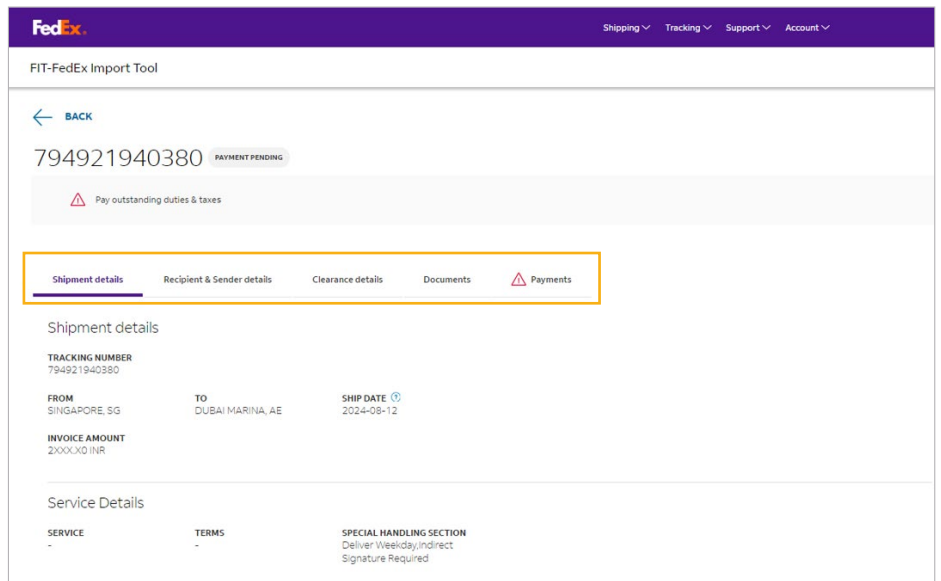 FedEx. Shipping Tracking Support Account
FIT-FedEx Import Tool
BACK
794921940380 PAYMENT PENDING
Pay outstanding duties & taxes
Shipment details Recipient & Sender details Clearance details Documents Payments
Shipment details
TRACKING NUMBER
794921940380
FROM TO SHIP DATE ?
SINGAPORE, SG DUBAI MARINA, AE 2024-08-12
INVOICE AMOUNT
2XXX.X0 INR
Service Details
SERVICE TERMS SPECIAL HANDLING SECTION
- - Deliver Weekday,Indirect
Signature Required